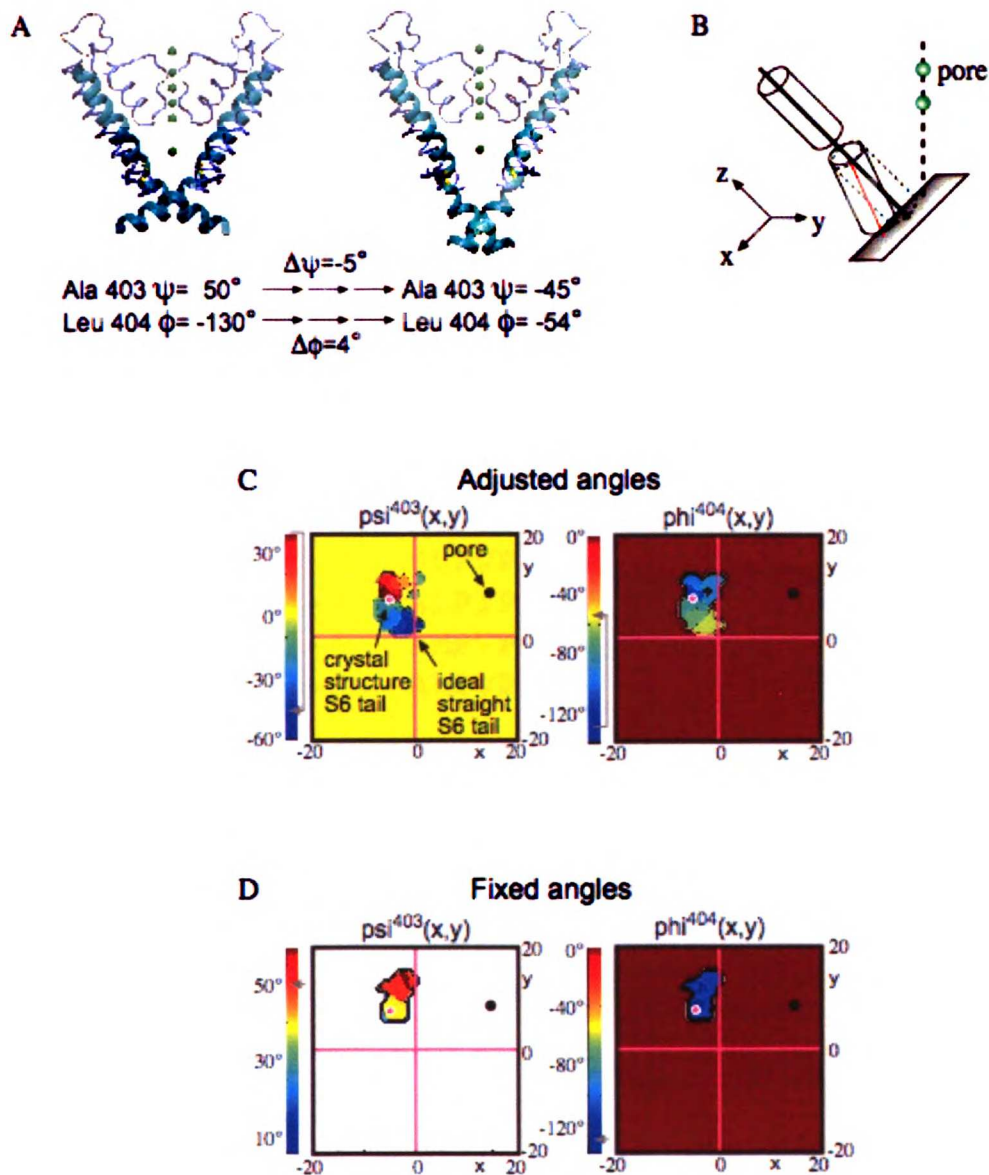 A
B
pore
z
y
x
Δψ=-5°
Ala 403 ψ= 50°
Ala 403 ψ= -45°
Leu 404 ϕ= -130°
Leu 404 ϕ= -54°
Δϕ=4°
C
Adjusted angles
psi403(x,y)
phi404(x,y)
30°
0°
-30°
-60°
pore
crystal
structure
S6 tail
ideal
straight
S6 tail
20
y
0
-20
-20
0
x
20
0°
-40°
-80°
-120°
20
y
0
-20
-20
0
x
20
D
Fixed angles
psi403(x,y)
phi404(x,y)
50°
30°
10°
20
y
0
-20
-20
0
x
20
0°
-40°
-80°
-120°
20
y
0
-20
-20
0
x
20